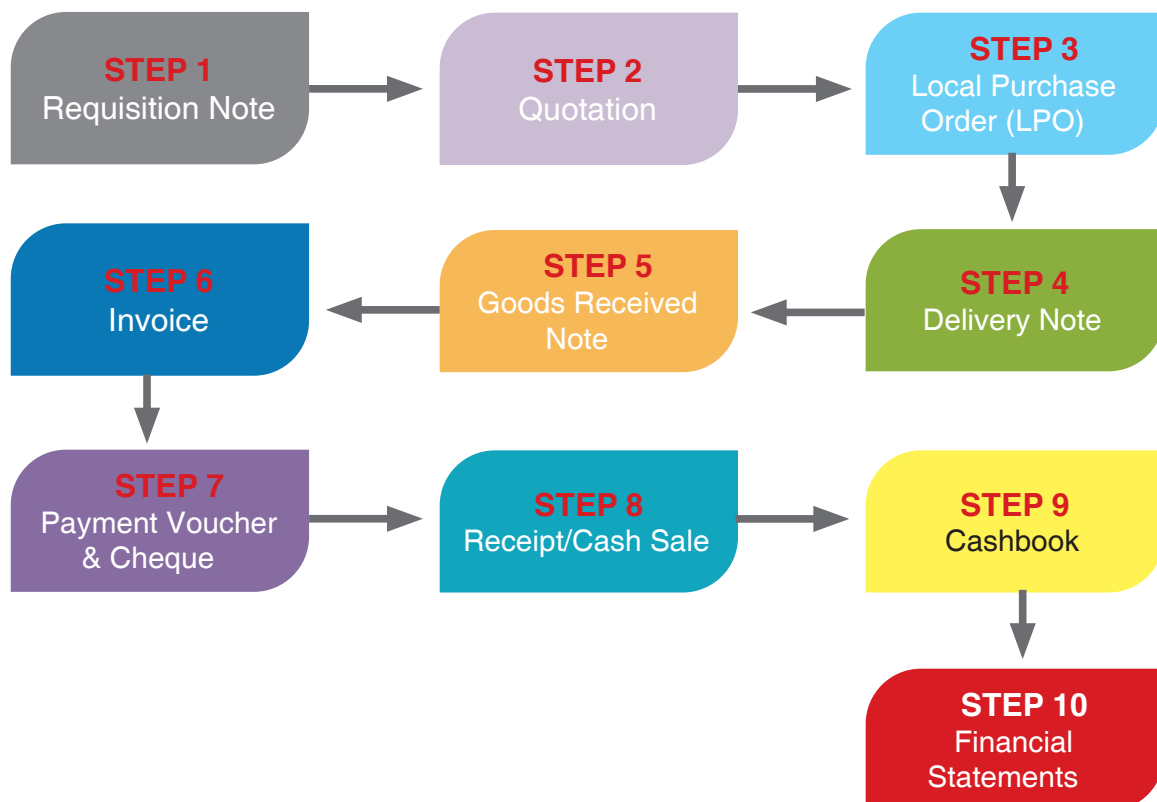 STEP 1
Requisition Note
STEP 2
Quotation
STEP 3
Local Purchase
Order (LPO)
STEP 4
Delivery Note
STEP 5
Goods Received
Note
STEP 6
Invoice
STEP 7
Payment Voucher
& Cheque
STEP 8
Receipt/Cash Sale
STEP 9
Cashbook
STEP 10
Financial
Statements